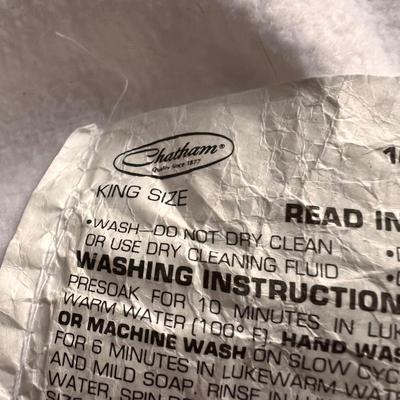 Chatham®
Quality Since 1877
KING SIZE
READ IN
•WASH—DO NOT DRY CLEAN
OR USE DRY CLEANING FLUID
WASHING INSTRUCTION
PRESOAK FOR 10 MINUTES IN LUKE
WARM WATER (100° F). HAND WAS
OR MACHINE WASH ON SLOW CYC
FOR 6 MINUTES IN LUKEWARM WAT
AND MILD SOAP. RINSE IN LU
WATER, SPIN